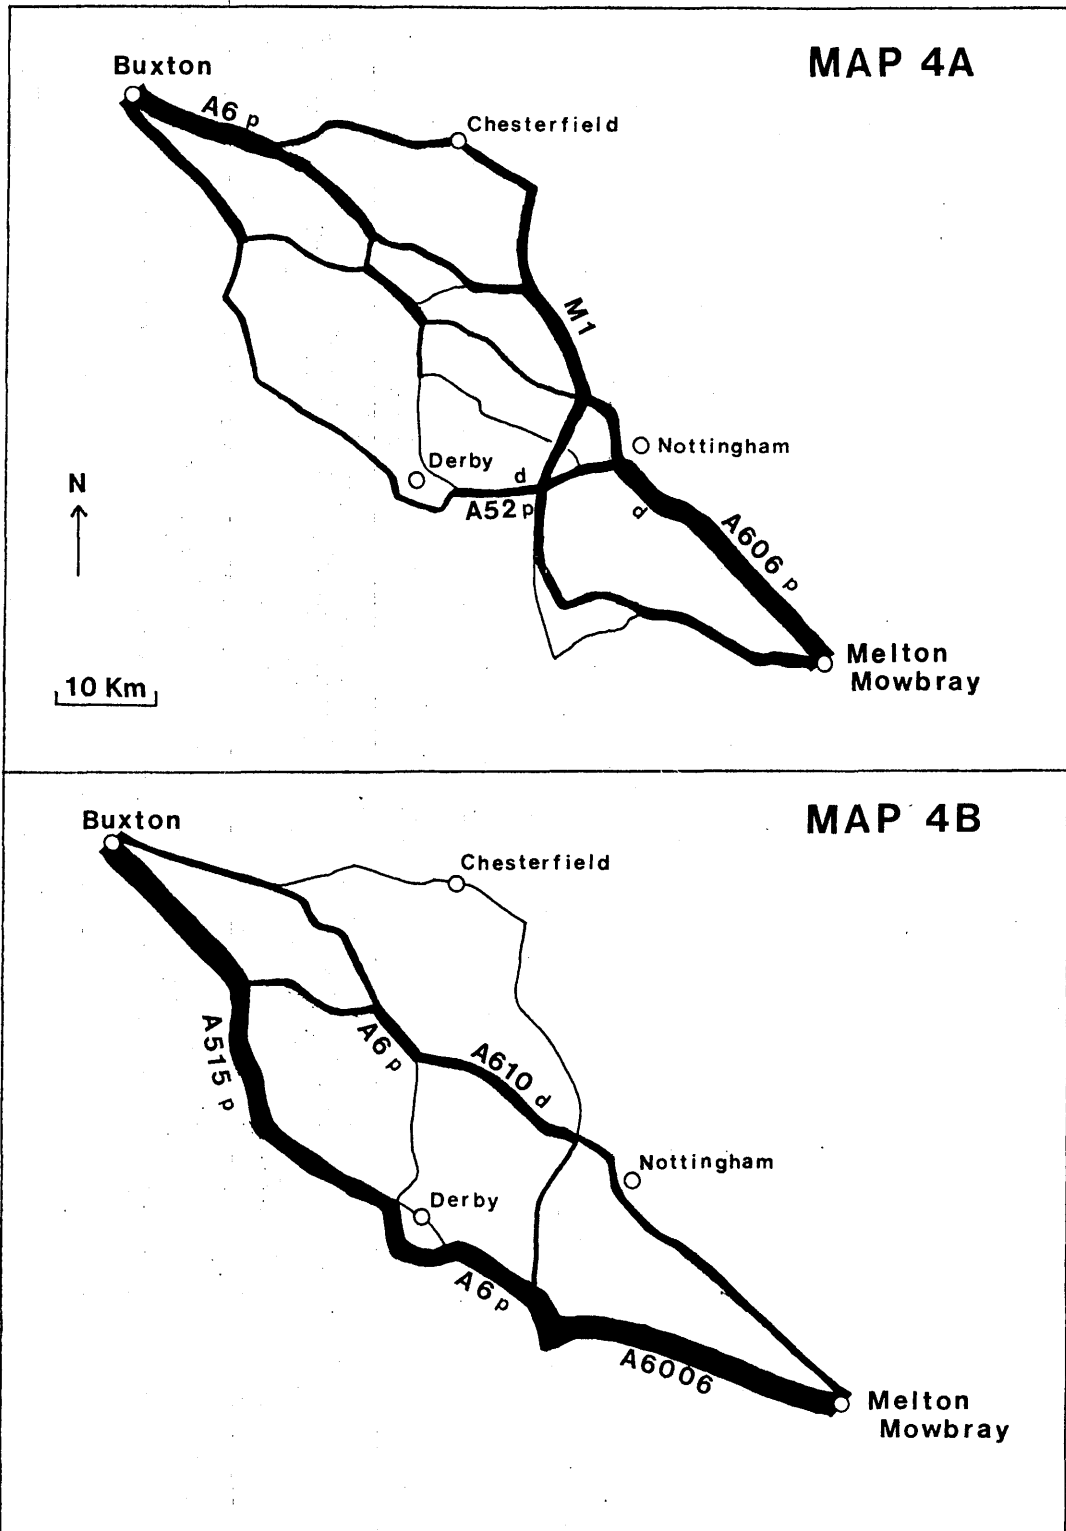 MAP 4A
Buxton
A6 p
Chesterfield
M1
Nottingham
Derby
d
A52 p
d
A606 p
N
10 Km
Melton
Mowbray
MAP 4B
Buxton
Chesterfield
A515 p
A6 p
A610 d
Nottingham
Derby
A6 p
A6006
Melton
Mowbray